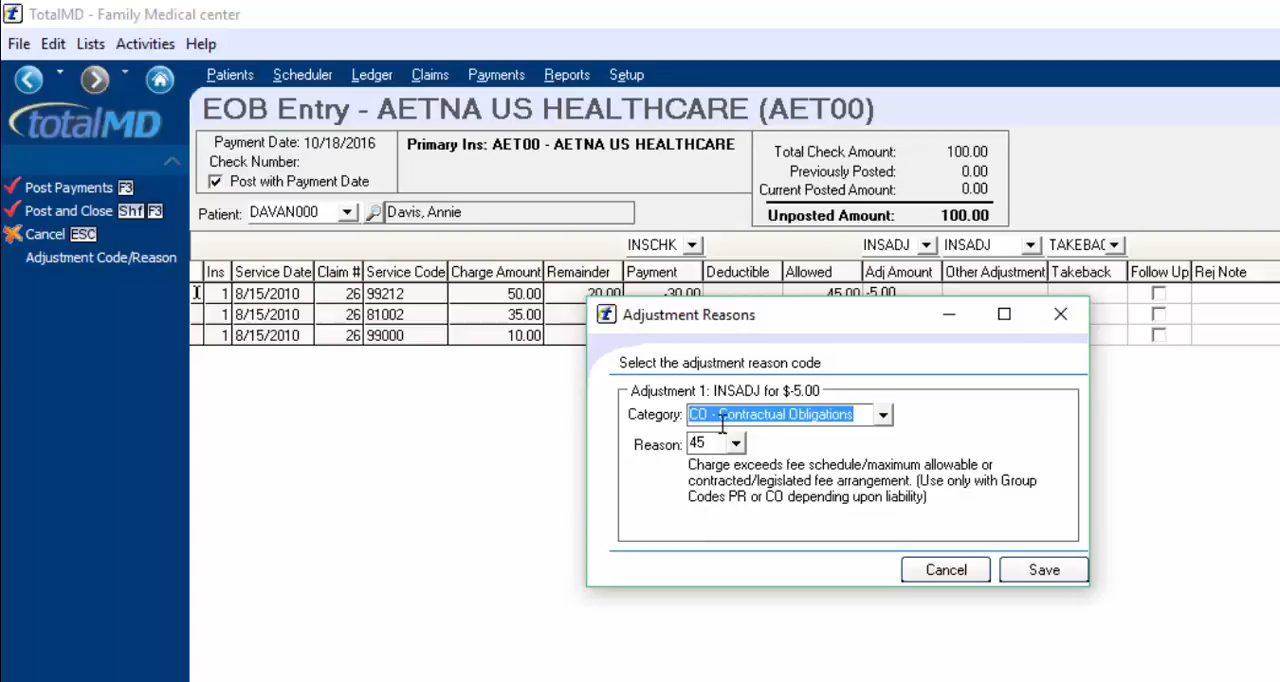 TotalMD - Family Medical center
File Edit Lists Activities Help
Patients Scheduler Ledger Claims Payments Reports Setup
totalMD
EOB Entry - AETNA US HEALTHCARE (AET00)
Payment Date: 10/18/2016
Check Number:
Post with Payment Date
Primary Ins: AET00 - AETNA US HEALTHCARE
Total Check Amount: 100.00
Previously Posted: 0.00
Current Posted Amount: 0.00
Unposted Amount: 100.00
Post Payments F3
Post and Close Shf F3
Cancel ESC
Adjustment Code/Reason
Patient: DAVAN000 Davis, Annie
INSCHK INSADJ INSADJ TAKEBAC
Ins Service Date Claim # Service Code Charge Amount Remainder Payment Deductible Allowed Adj Amount Other Adjustment Takeback Follow Up Rej Note
1 8/15/2010 26 99212 50.00 20.00 -30.00 45.00 -5.00
1 8/15/2010 26 81002 35.00
1 8/15/2010 26 99000 10.00
Adjustment Reasons
Select the adjustment reason code
Adjustment 1: INSADJ for $-5.00
Category: CO - Contractual Obligations
Reason: 45
Charge exceeds fee schedule/maximum allowable or
contracted/legislated fee arrangement. (Use only with Group
Codes PR or CO depending upon liability)
Cancel Save